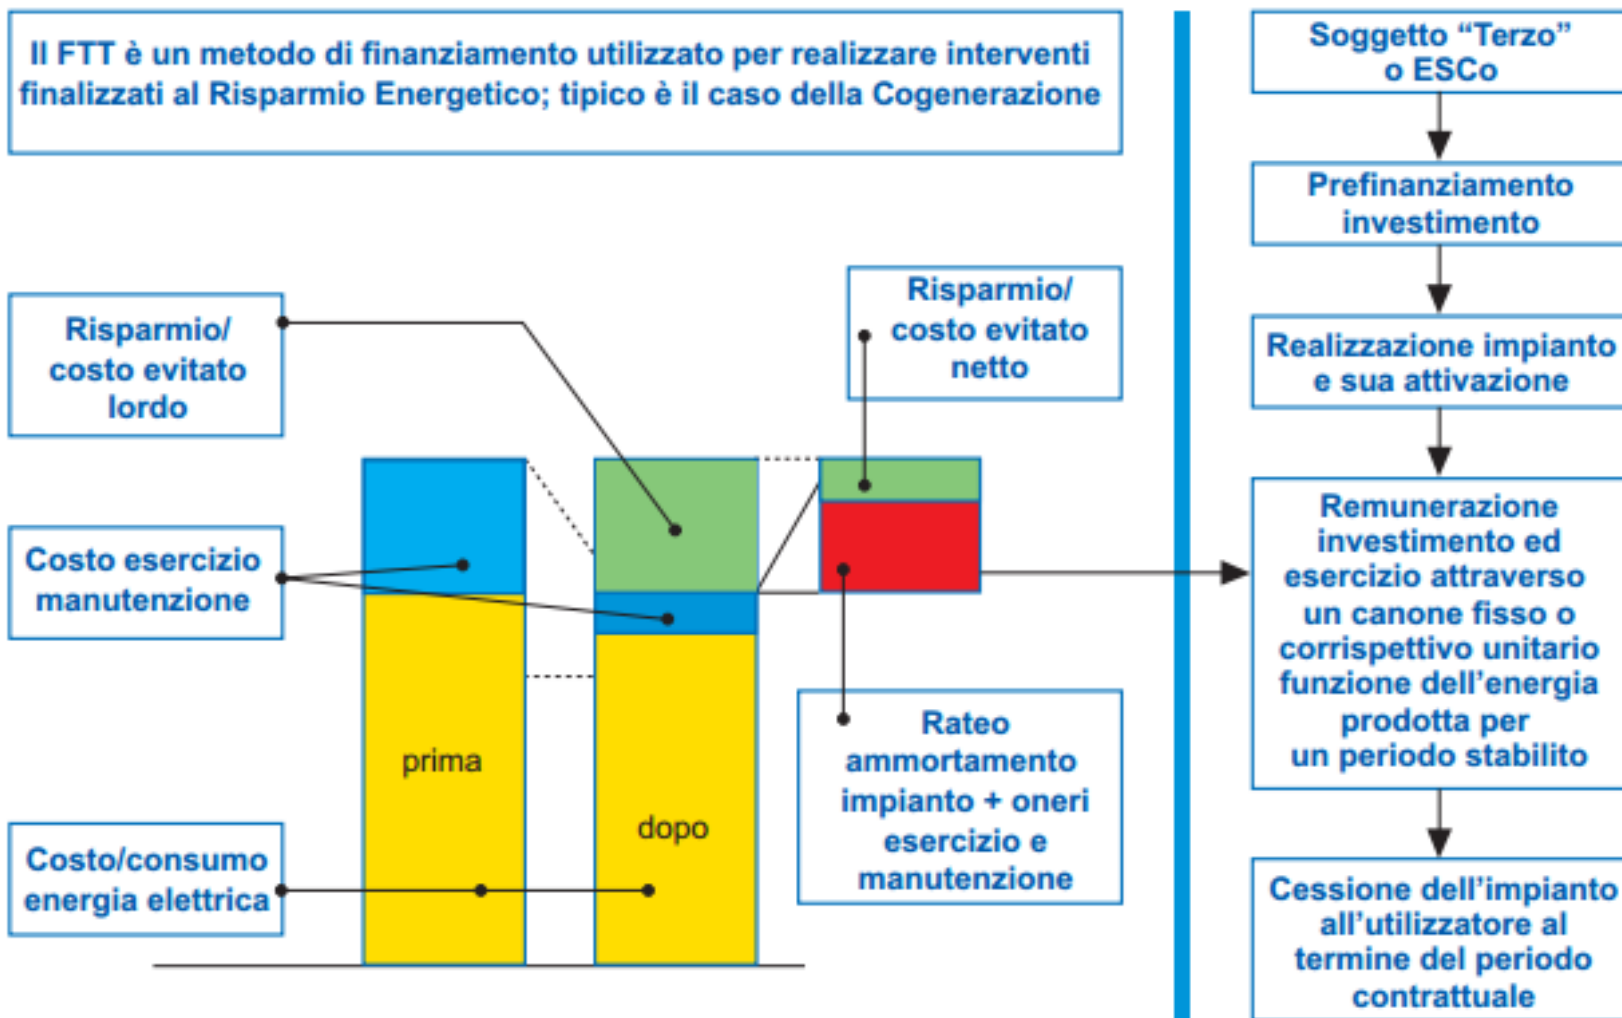 Il FTT è un metodo di finanziamento utilizzato per realizzare interventi
finalizzati al Risparmio Energetico; tipico è il caso della Cogenerazione
Risparmio/
costo evitato
lordo
Costo esercizio
manutenzione
Costo/consumo
energia elettrica
prima
dopo
Risparmio/
costo evitato
netto
Rateo
ammortamento
impianto + oneri
esercizio e
manutenzione
Soggetto “Terzo”
o ESCo
Prefinanziamento
investimento
Realizzazione impianto
e sua attivazione
Remunerazione
investimento ed
esercizio attraverso
un canone fisso o
corrispettivo unitario
funzione dell’energia
prodotta per
un periodo stabilito
Cessione dell’impianto
all’utilizzatore al
termine del periodo
contrattuale